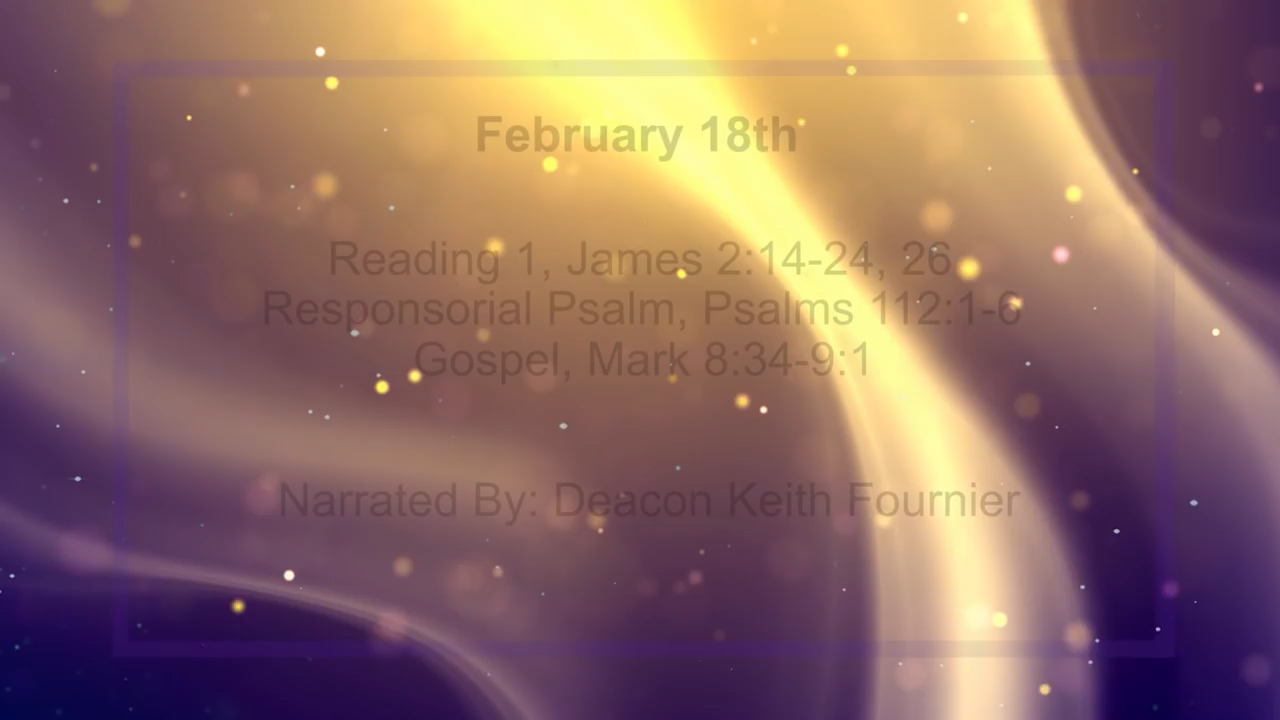 February 18th
Reading 1, James 2:14-24, 26
Responsorial Psalm, Psalms 112:1-6
Gospel, Mark 8:34-9:1
Narrated By: Deacon Keith Fournier